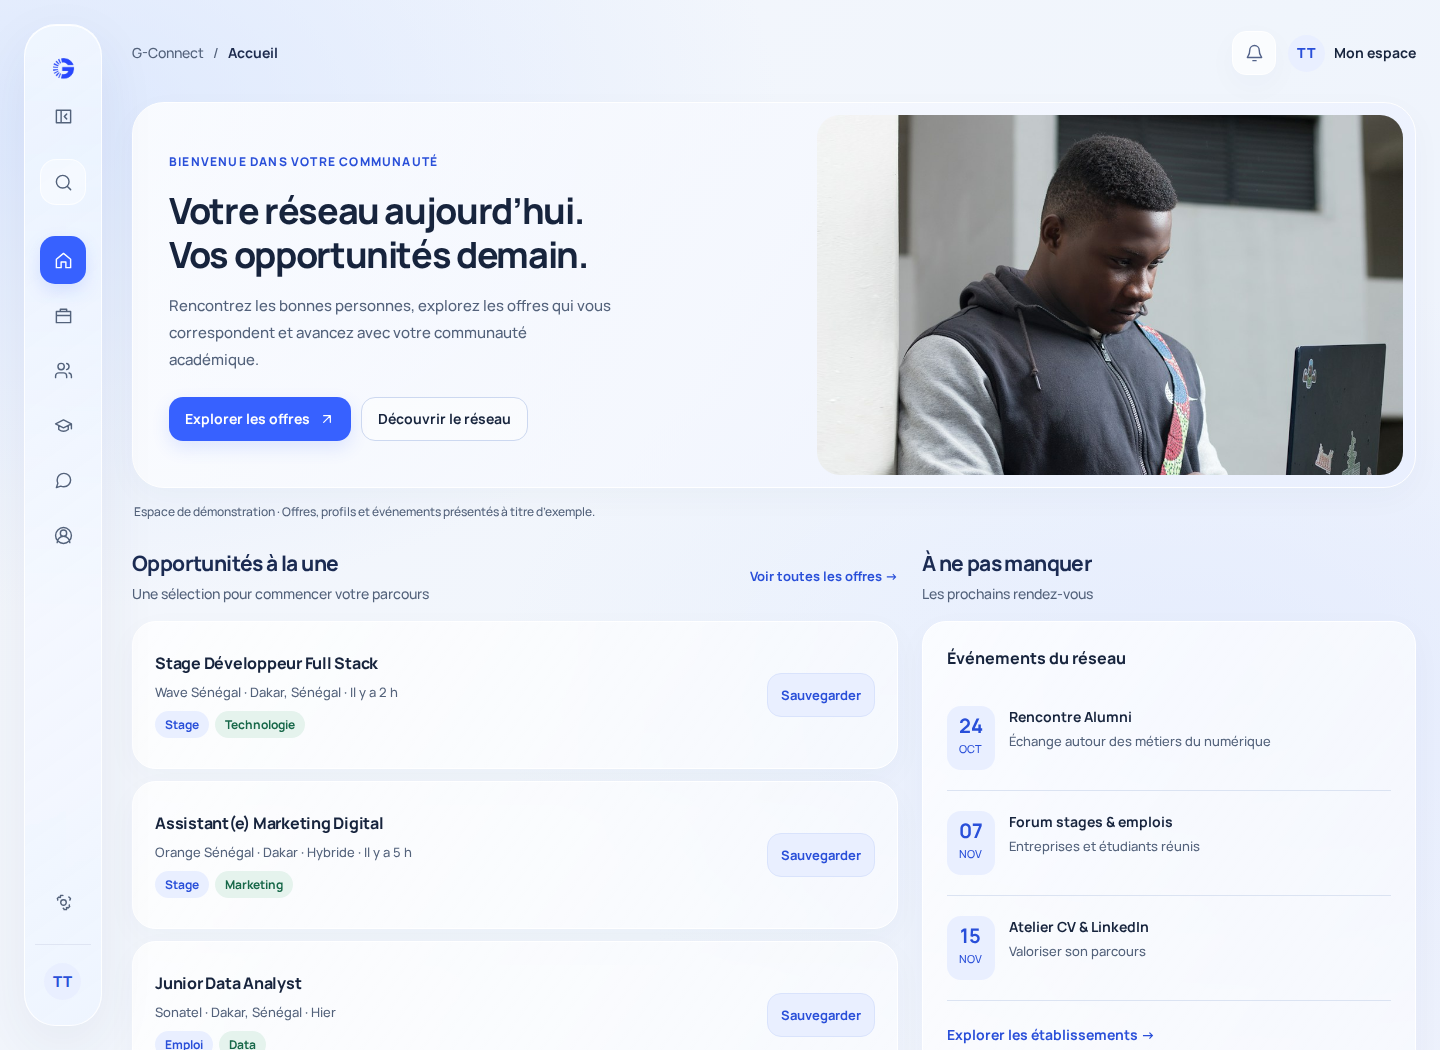 G-Connect / Accueil
TT Mon espace
BIENVENUE DANS VOTRE COMMUNAUTÉ
Votre réseau aujourd’hui.
Vos opportunités demain.
Rencontrez les bonnes personnes, explorez les offres qui vous
correspondent et avancez avec votre communauté
académique.
Explorer les offres
Découvrir le réseau
Espace de démonstration · Offres, profils et événements présentés à titre d’exemple.
Opportunités à la une
Une sélection pour commencer votre parcours
Voir toutes les offres →
Stage Développeur Full Stack
Wave Sénégal · Dakar, Sénégal · Il y a 2 h
Stage Technologie
Sauvegarder
Assistant(e) Marketing Digital
Orange Sénégal · Dakar · Hybride · Il y a 5 h
Stage Marketing
Sauvegarder
Junior Data Analyst
Sonatel · Dakar, Sénégal · Hier
Emploi Data
Sauvegarder
À ne pas manquer
Les prochains rendez-vous
Événements du réseau
24
OCT
Rencontre Alumni
Échange autour des métiers du numérique
07
NOV
Forum stages & emplois
Entreprises et étudiants réunis
15
NOV
Atelier CV & LinkedIn
Valoriser son parcours
Explorer les établissements →
TT